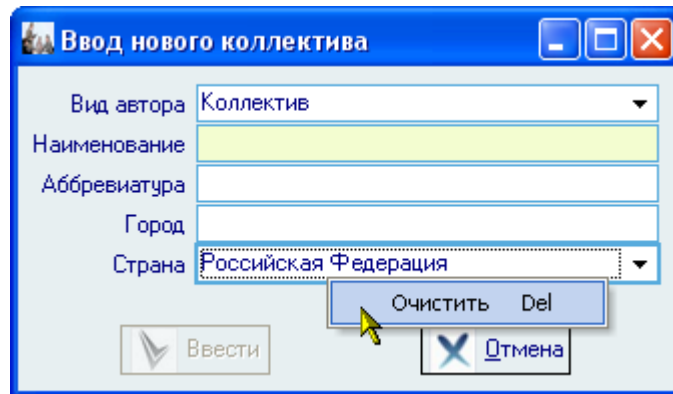 Ввод нового коллектива
Вид автора Коллектив
Наименование
Аббревиатура
Город
Страна Российская Федерация
Очистить Del
Ввести Отмена